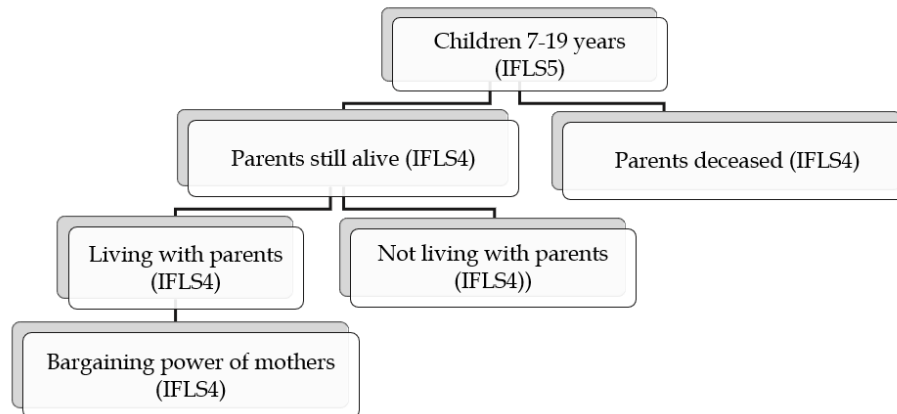 Children 7-19 years
(IFLS5)
Parents still alive (IFLS4)
Parents deceased (IFLS4)
Living with parents
(IFLS4)
Not living with parents
(IFLS4))
Bargaining power of mothers
(IFLS4)